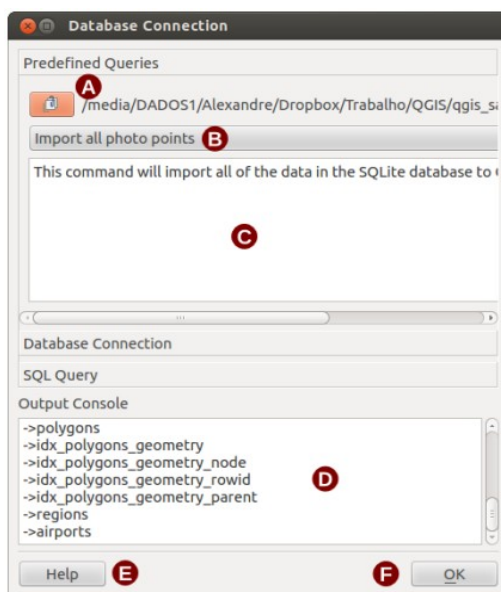 Database Connection
Predefined Queries
A
/media/DADOS1/Alexandre/Dropbox/Trabalho/QGIS/qgis_sa
Import all photo points B
This command will import all of the data in the SQLite database to
C
Database Connection
SQL Query
Output Console
->polygons
->idx_polygons_geometry
->idx_polygons_geometry_node
->idx_polygons_geometry_rowid
->idx_polygons_geometry_parent
->regions
->airports
D
Help E F OK